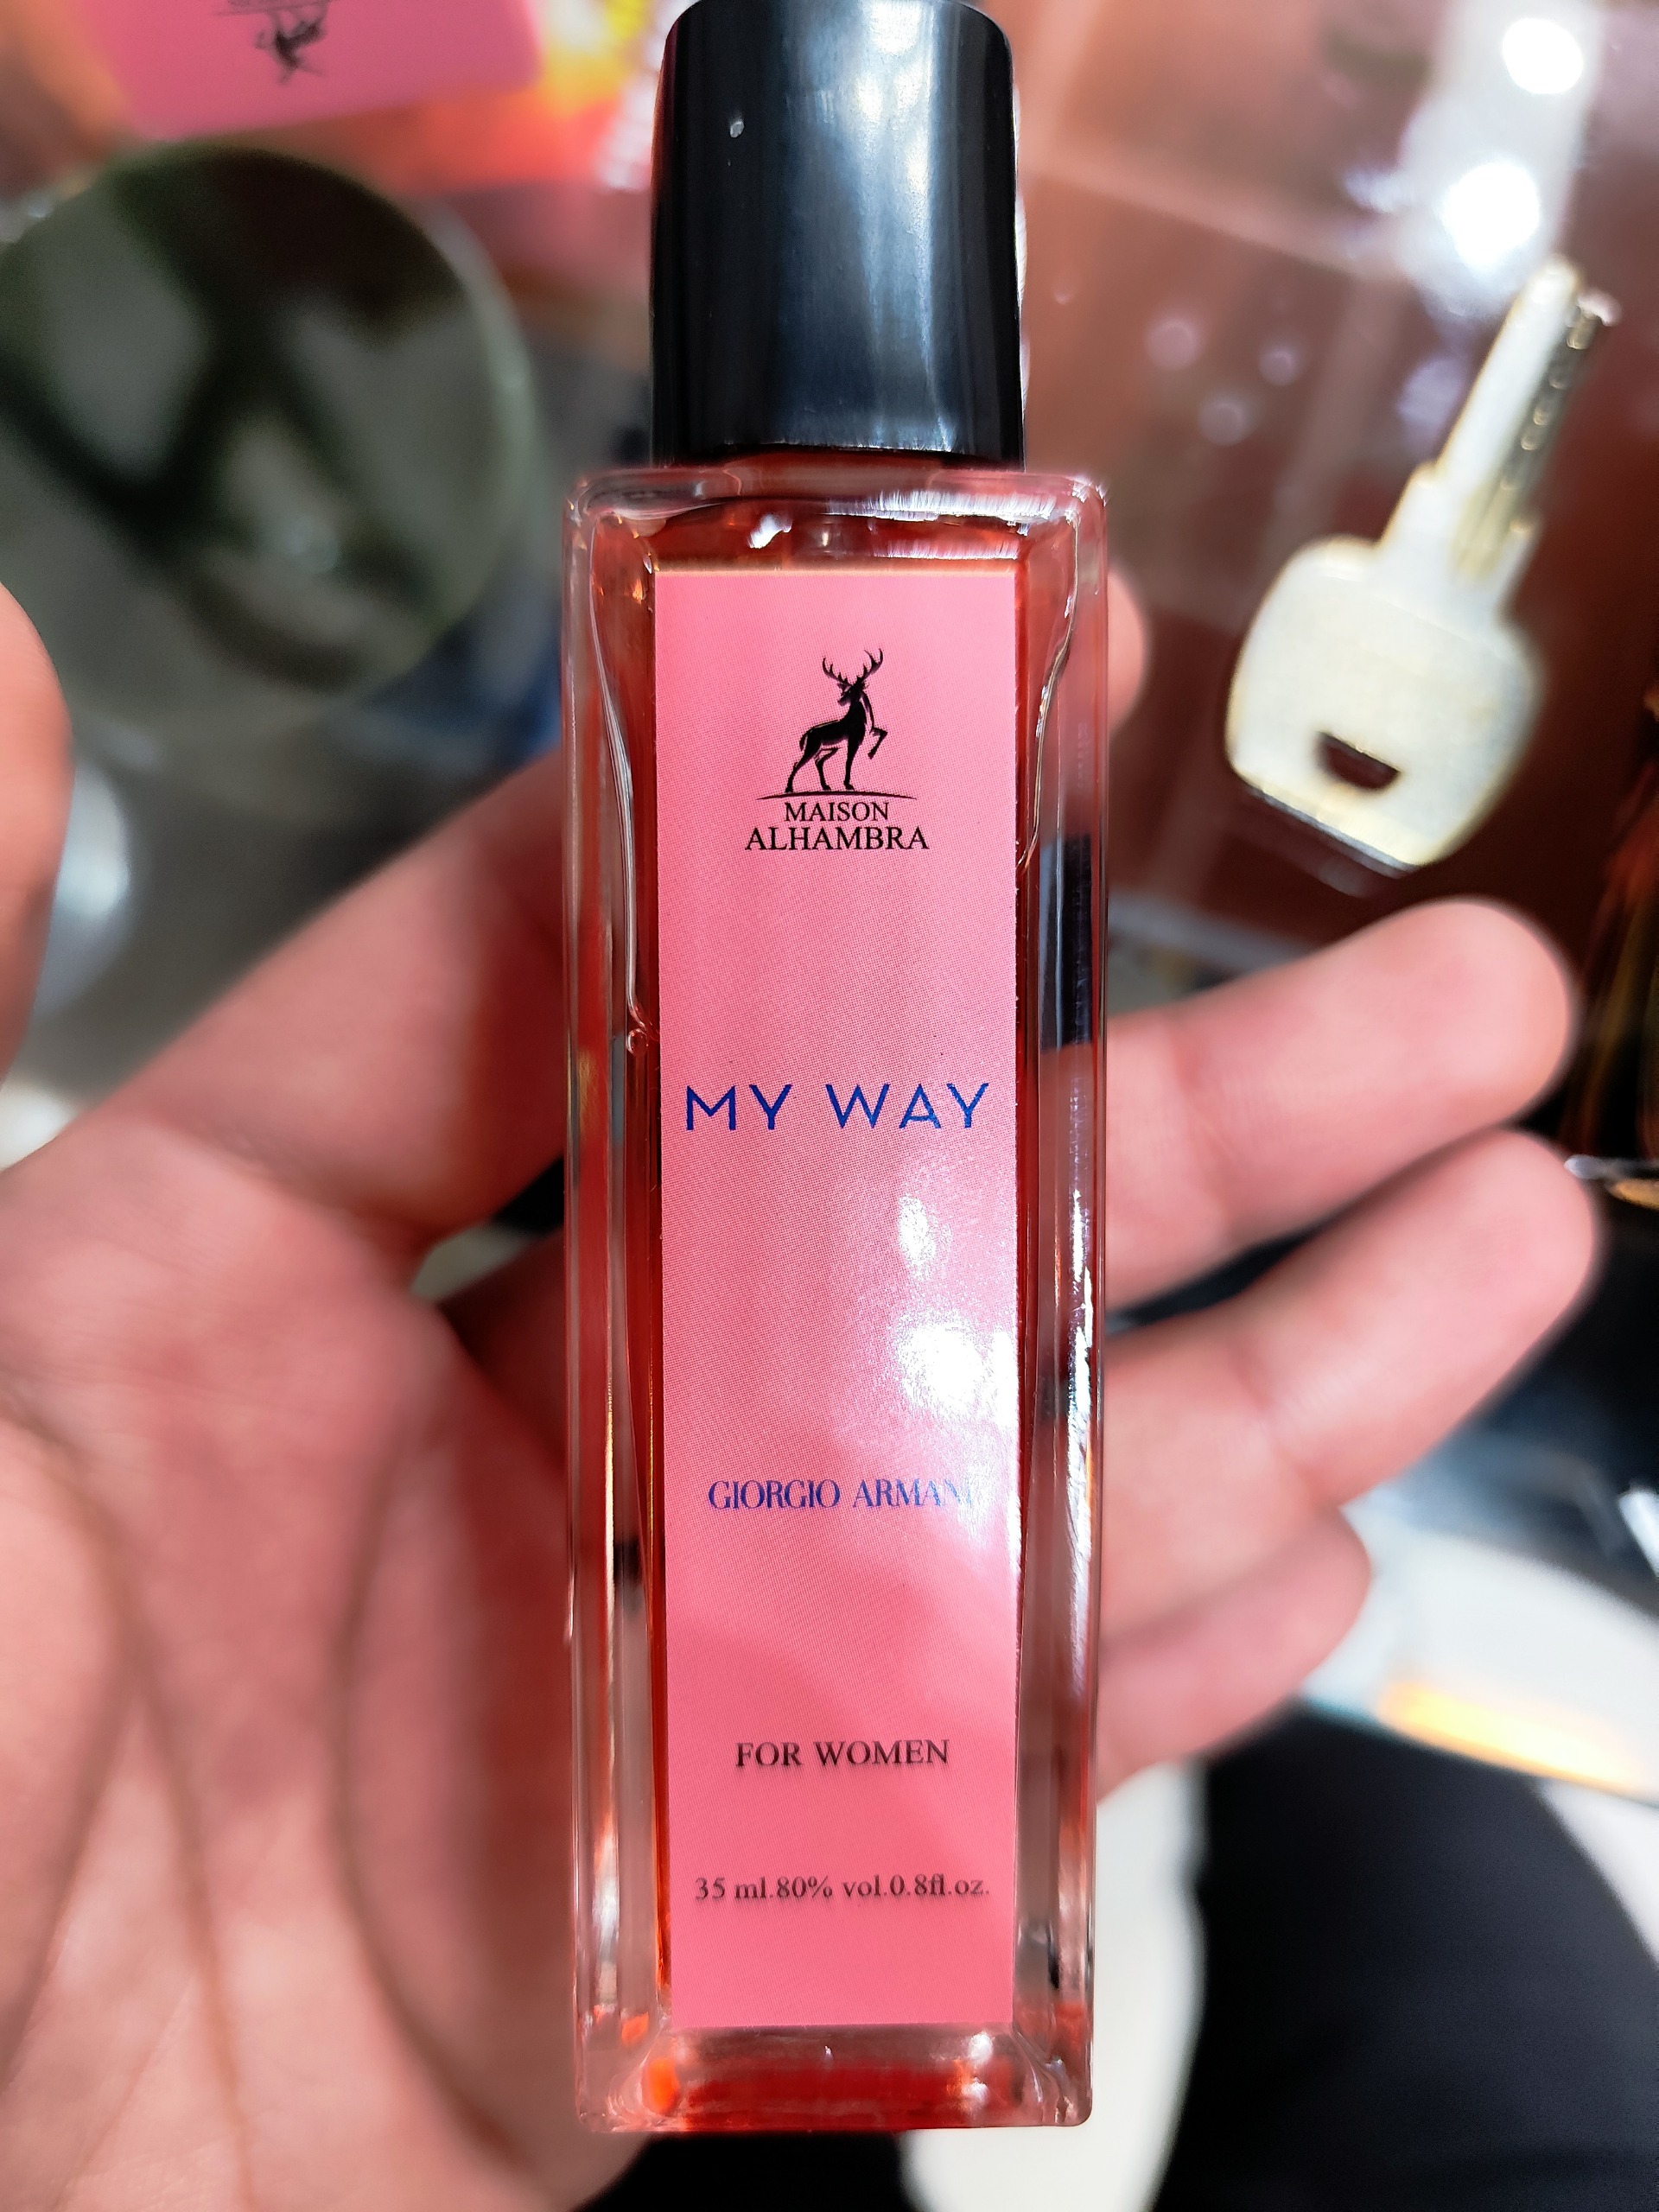 MAISON
ALHAMBRA
MY WAY
GIORGIO ARMANI
FOR WOMEN
35 ml.80% vol.0.8fl.oz.